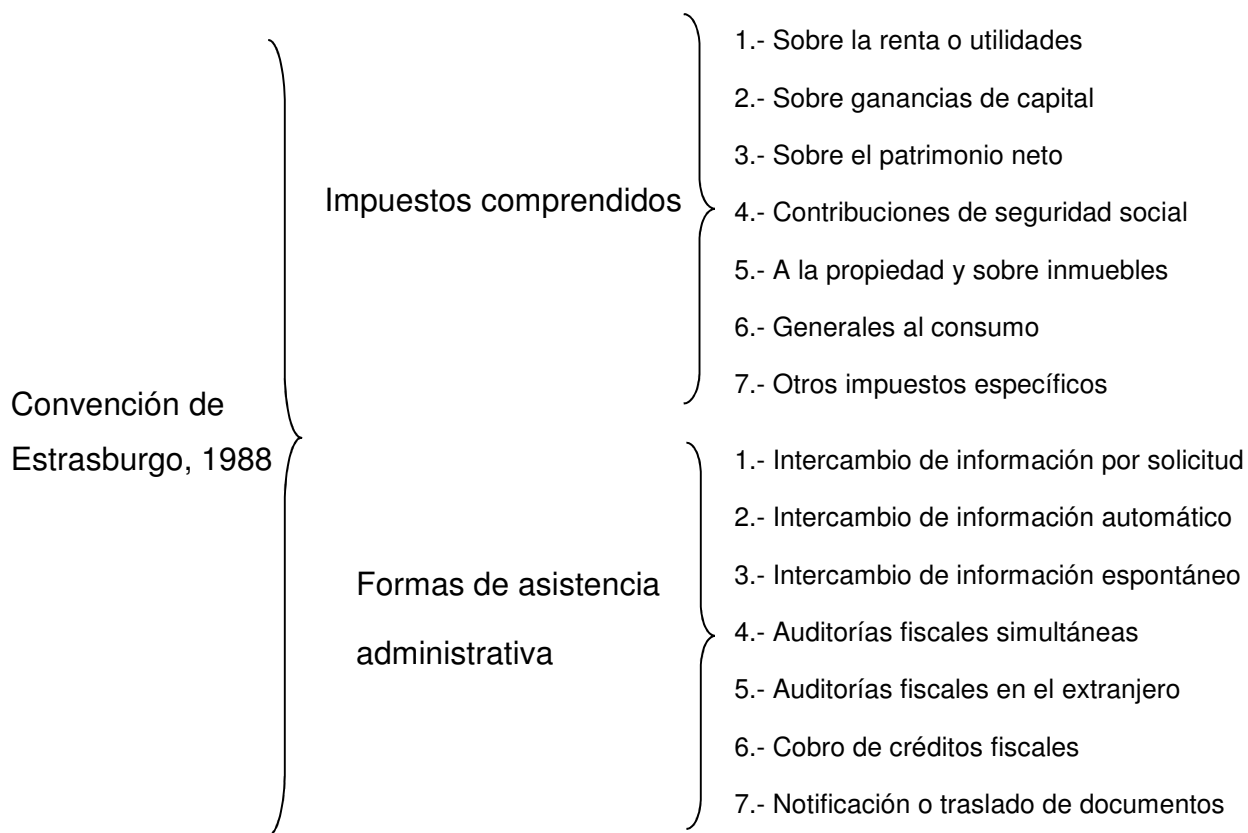 Convención de
Estrasburgo, 1988
Impuestos comprendidos
1.- Sobre la renta o utilidades
2.- Sobre ganancias de capital
3.- Sobre el patrimonio neto
4.- Contribuciones de seguridad social
5.- A la propiedad y sobre inmuebles
6.- Generales al consumo
7.- Otros impuestos específicos
Formas de asistencia
administrativa
1.- Intercambio de información por solicitud
2.- Intercambio de información automático
3.- Intercambio de información espontáneo
4.- Auditorías fiscales simultáneas
5.- Auditorías fiscales en el extranjero
6.- Cobro de créditos fiscales
7.- Notificación o traslado de documentos